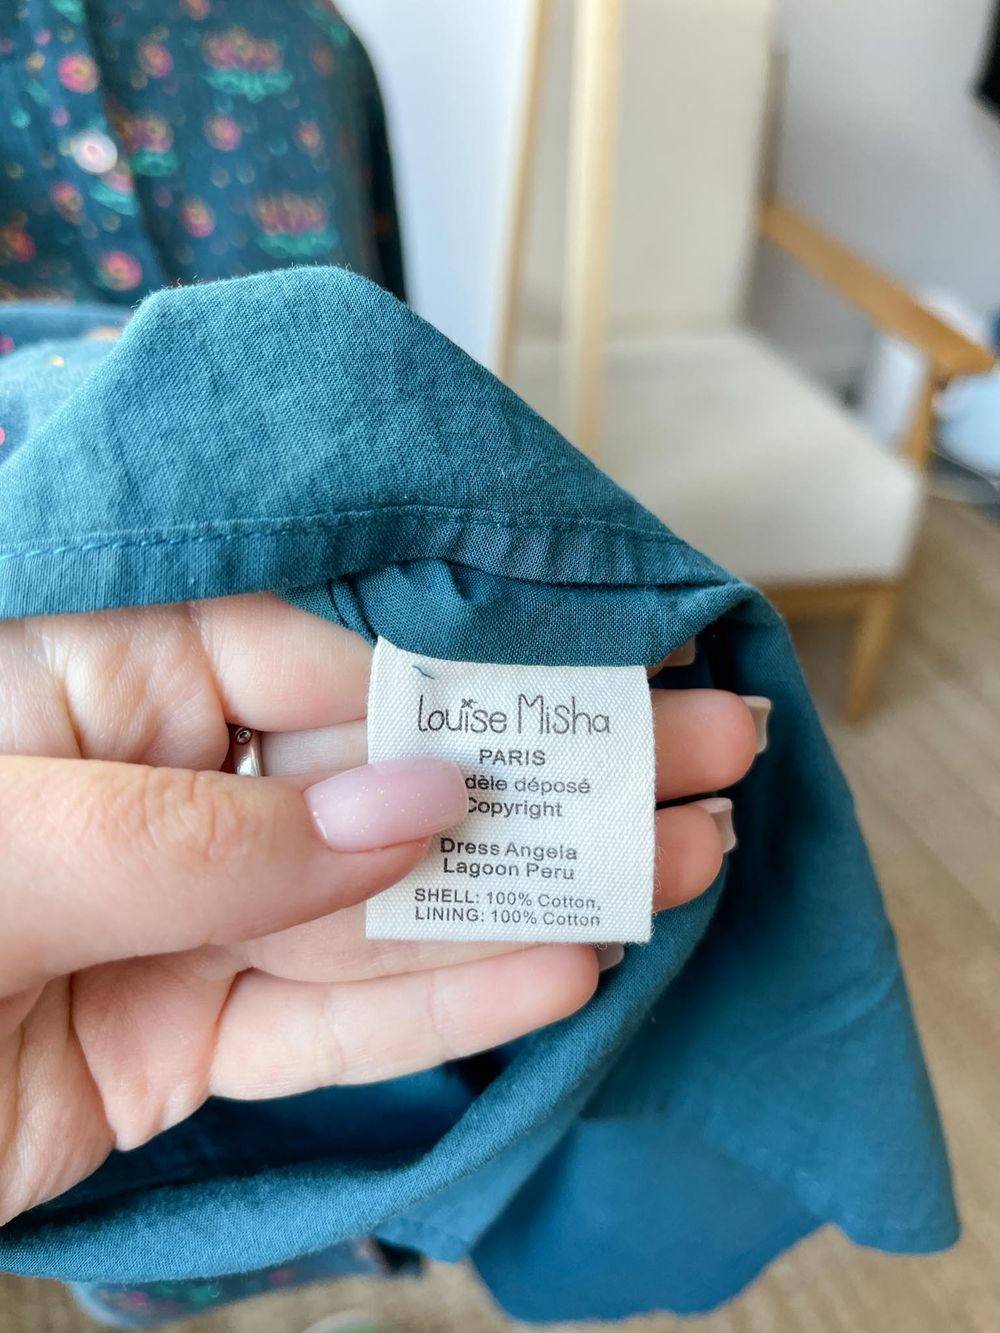 Louise Misha
PARIS
dèle déposé
Copyright
Dress Angela
Lagoon Peru
SHELL: 100% Cotton,
LINING: 100% Cotton